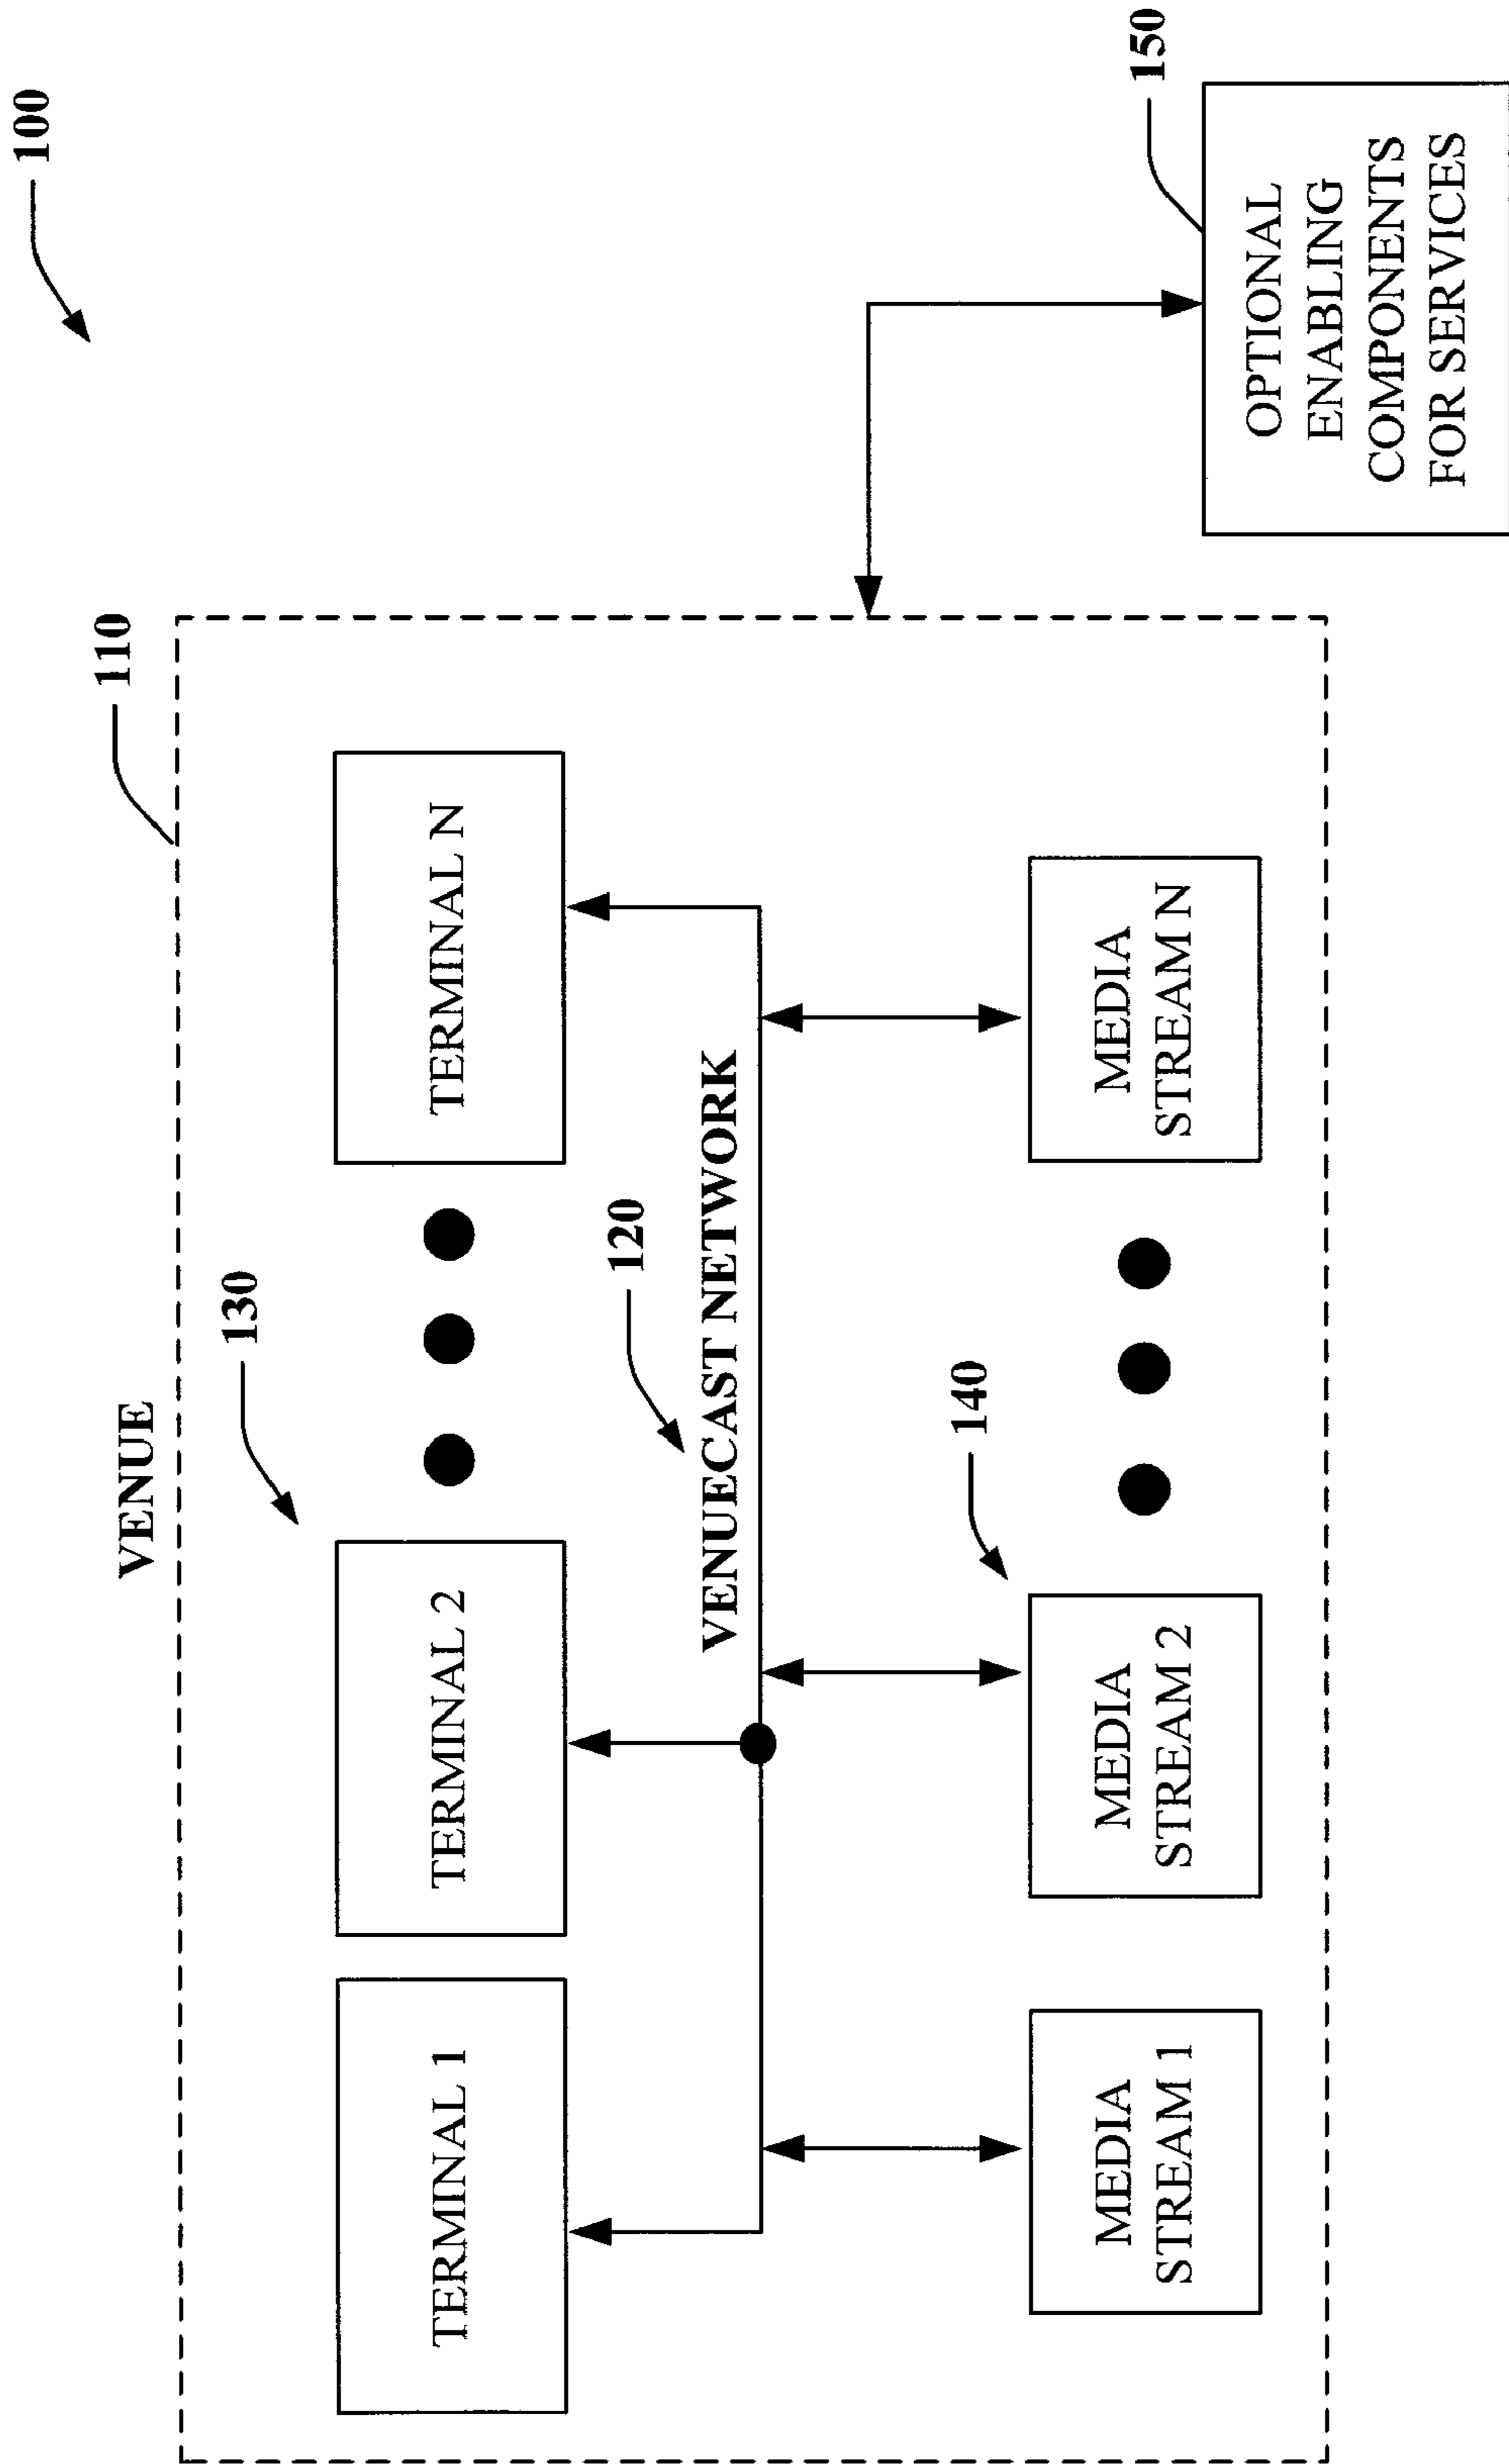 100
VENUE
110
130
TERMINAL 1
TERMINAL 2
TERMINAL N
120
VENUECAST NETWORK
140
MEDIA
STREAM 1
MEDIA
STREAM 2
MEDIA
STREAM N
150
OPTIONAL
ENABLING
COMPONENTS
FOR SERVICES